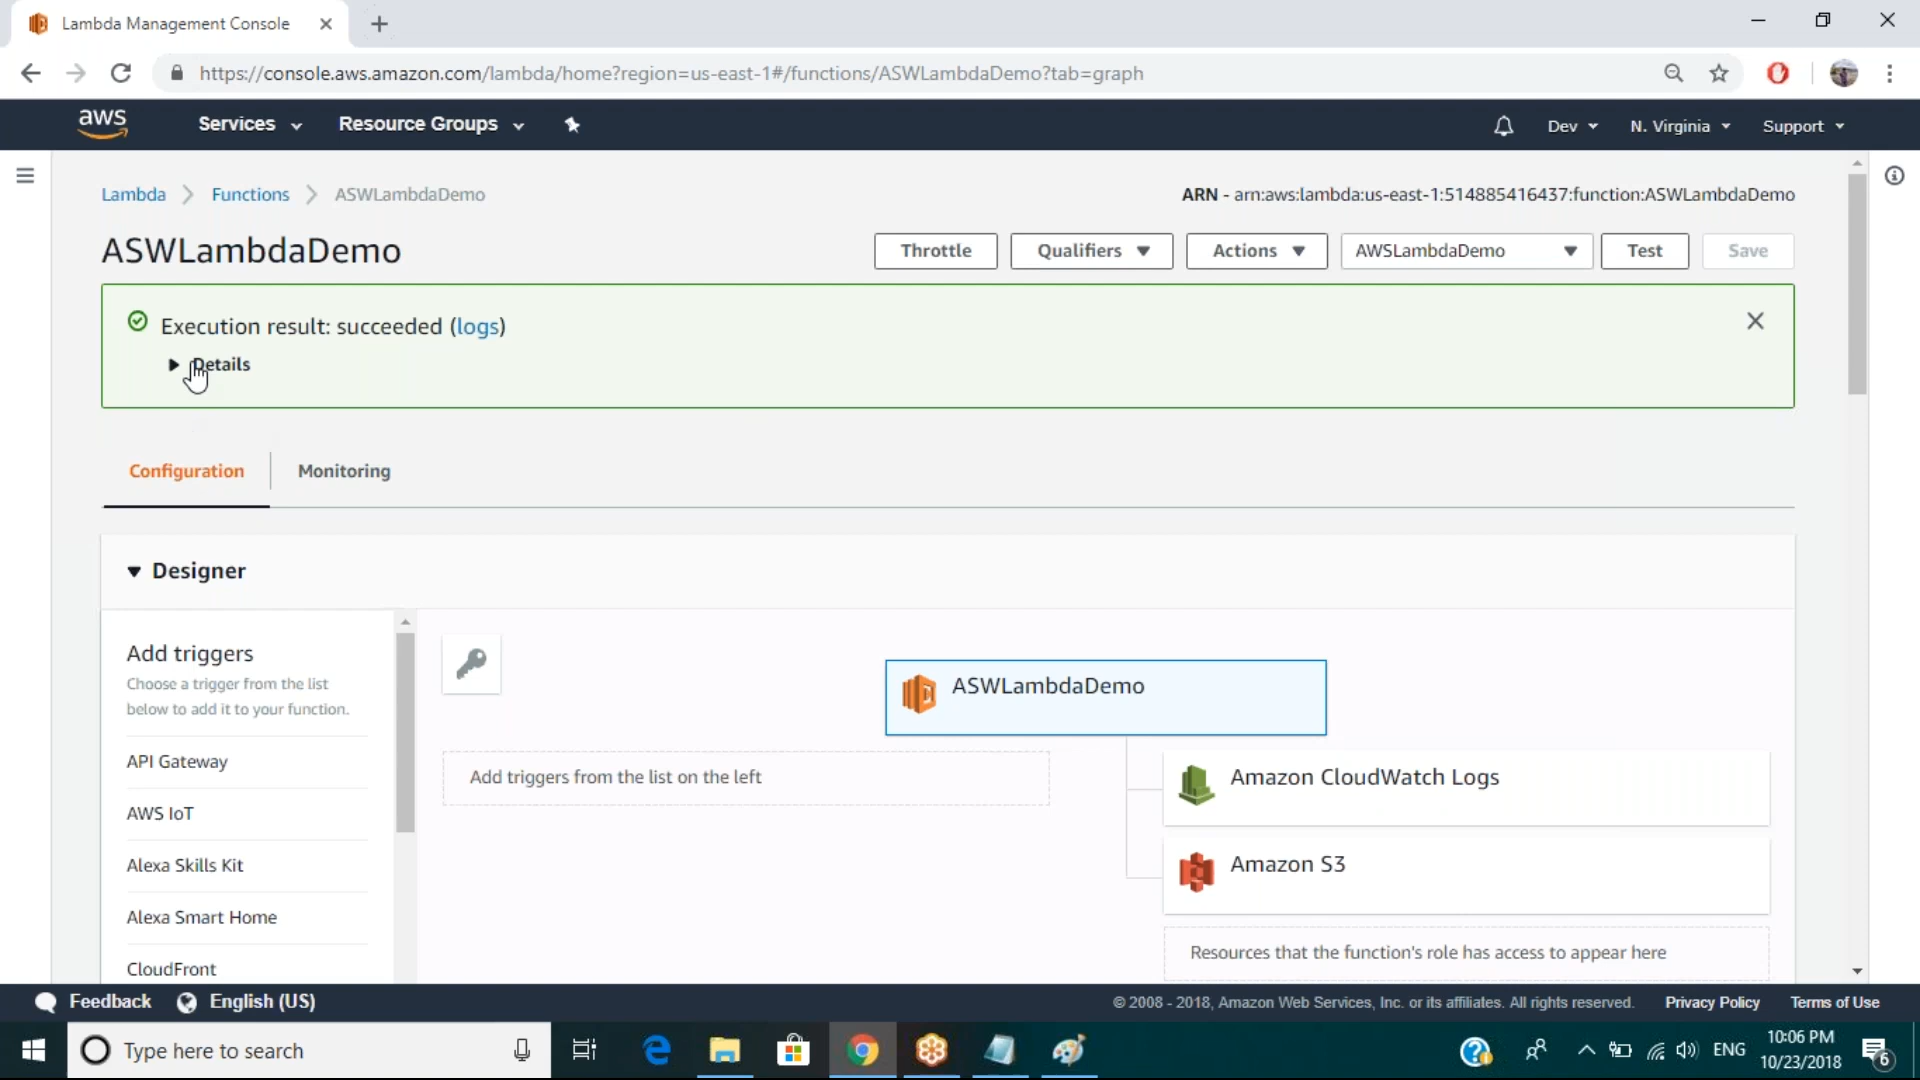 Lambda Management Console
https://console.aws.amazon.com/lambda/home?region=us-east-1#/functions/ASWLambdaDemo?tab=graph
aws Services Resource Groups Dev N. Virginia Support
Lambda Functions ASWLambdaDemo ARN - arn:aws:lambda:us-east-1:514885416437:function:ASWLambdaDemo
ASWLambdaDemo Throttle Qualifiers Actions AWSLambdaDemo Test Save
Execution result: succeeded (logs)
Details
Configuration Monitoring
Designer
Add triggers
Choose a trigger from the list
below to add it to your function.
API Gateway
AWS IoT
Alexa Skills Kit
Alexa Smart Home
CloudFront
ASWLambdaDemo
Add triggers from the list on the left
Amazon CloudWatch Logs
Amazon S3
Resources that the function's role has access to appear here
Feedback English (US) © 2008 - 2018, Amazon Web Services, Inc. or its affiliates. All rights reserved. Privacy Policy Terms of Use
Type here to search ENG 10:06 PM
10/23/2018 6